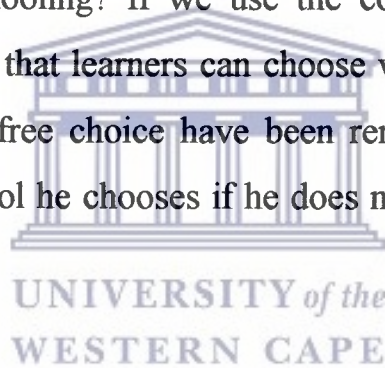 ooling? If we use the co
that learners can choose
free choice have been re
ol he chooses if he does
UNIVERSITY of the
WESTERN CAPE